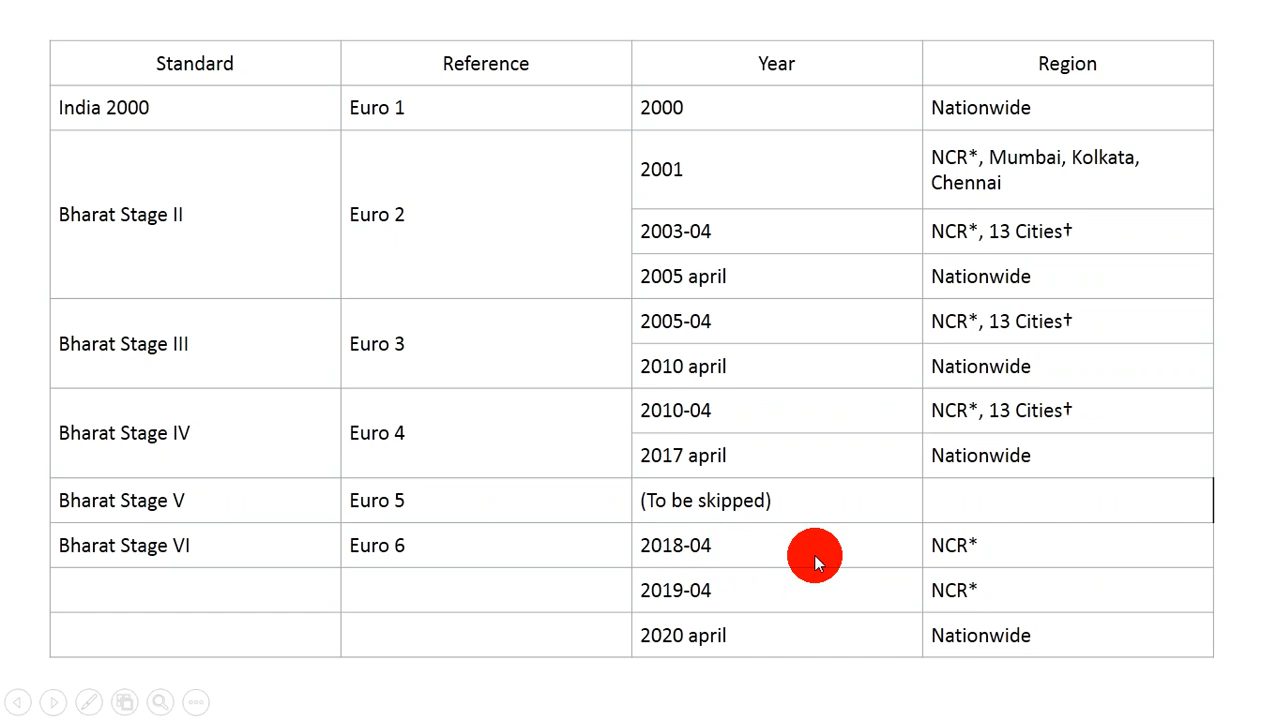 Standard Reference Year Region
India 2000 Euro 1 2000 Nationwide
Bharat Stage II Euro 2 2001 NCR*, Mumbai, Kolkata,
Chennai
2003-04 NCR*, 13 Cities†
2005 april Nationwide
Bharat Stage III Euro 3 2005-04 NCR*, 13 Cities†
2010 april Nationwide
Bharat Stage IV Euro 4 2010-04 NCR*, 13 Cities†
2017 april Nationwide
Bharat Stage V Euro 5 (To be skipped)
Bharat Stage VI Euro 6 2018-04 NCR*
2019-04 NCR*
2020 april Nationwide